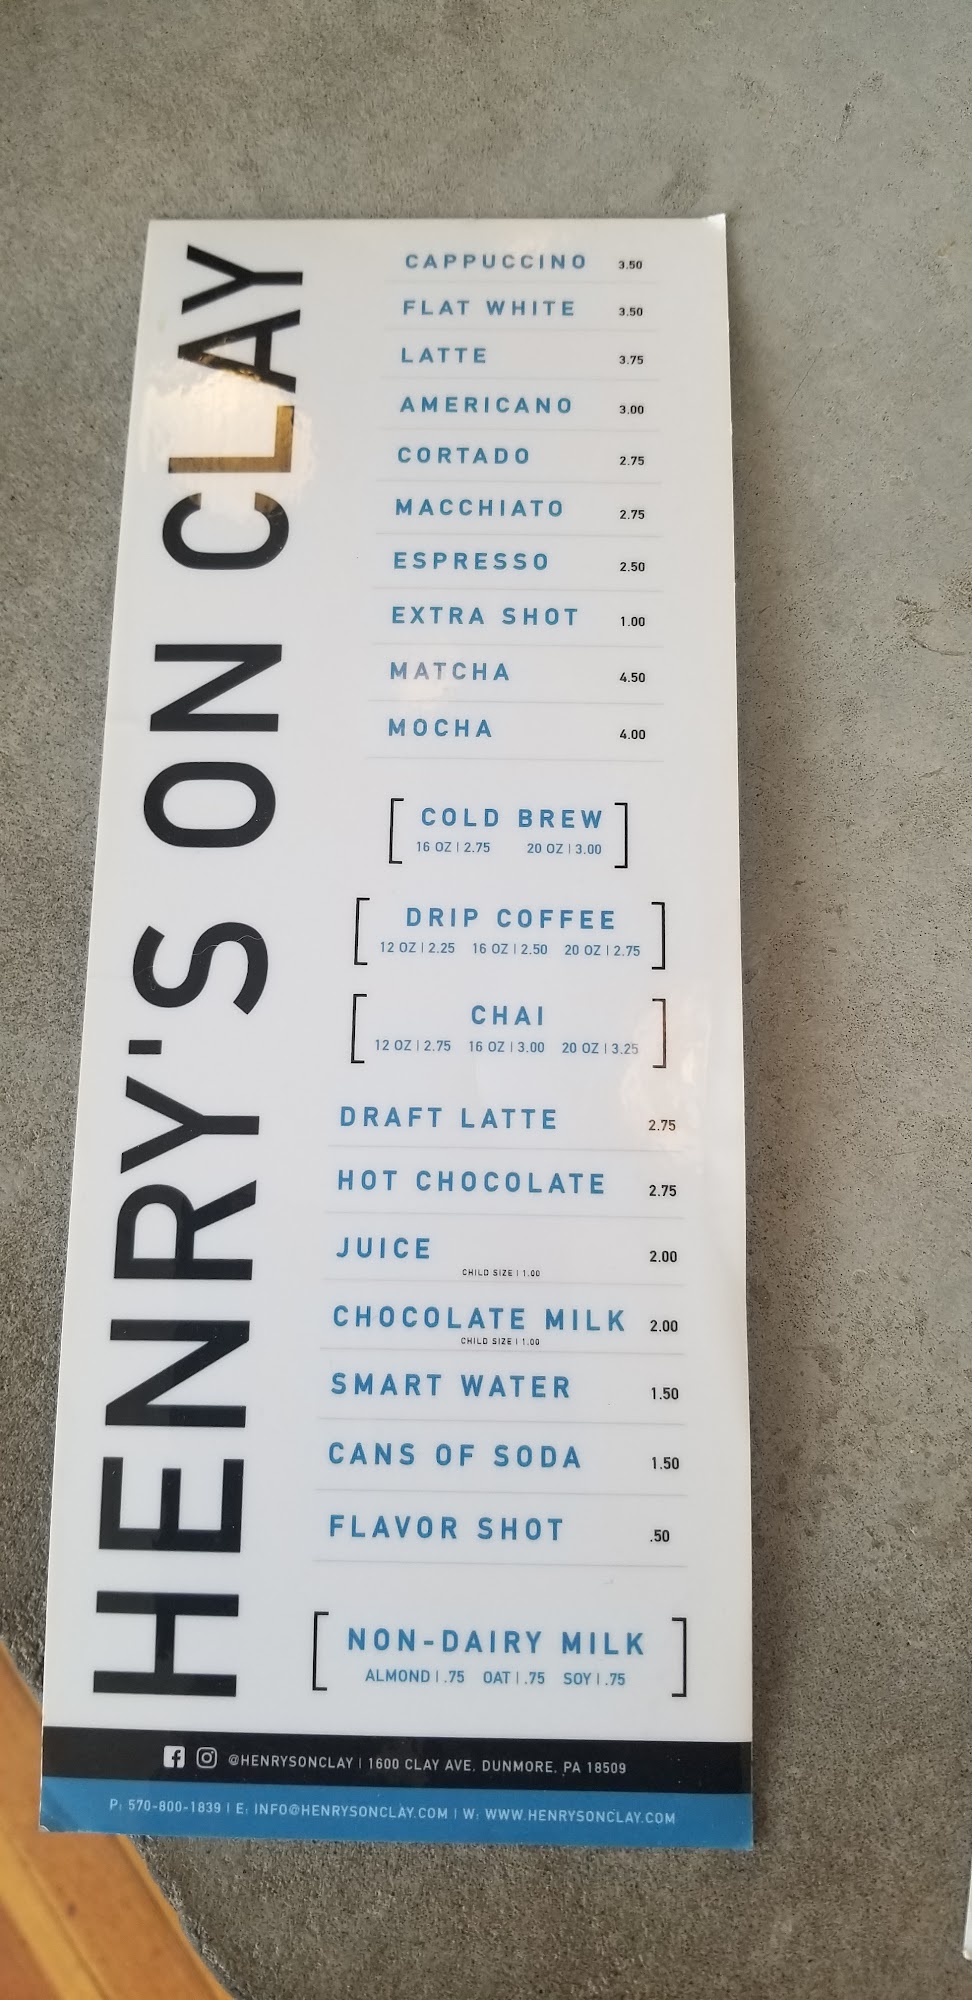 HENRY'S ON CLAY
CAPPUCCINO 3.50
FLAT WHITE 3.50
LATTE 3.75
AMERICANO 3.00
CORTADO 2.75
MACCHIATO 2.75
ESPRESSO 2.50
EXTRA SHOT 1.00
MATCHA 4.50
MOCHA 4.00
COLD BREW
16 OZ | 2.75 20 OZ | 3.00
DRIP COFFEE
12 OZ | 2.25 16 OZ | 2.50 20 OZ | 2.75
CHAI
12 OZ | 2.75 16 OZ | 3.00 20 OZ | 3.25
DRAFT LATTE 2.75
HOT CHOCOLATE 2.75
JUICE 2.00
CHILD SIZE | 1.00
CHOCOLATE MILK 2.00
CHILD SIZE | 1.00
SMART WATER 1.50
CANS OF SODA 1.50
FLAVOR SHOT .50
NON-DAIRY MILK
ALMOND | .75 OAT | .75 SOY | .75
@HENRYSONCLAY | 1600 CLAY AVE, DUNMORE, PA 18509
P: 570-800-1839 | E: INFO@HENRYSONCLAY.COM | W: WWW.HENRYSONCLAY.COM